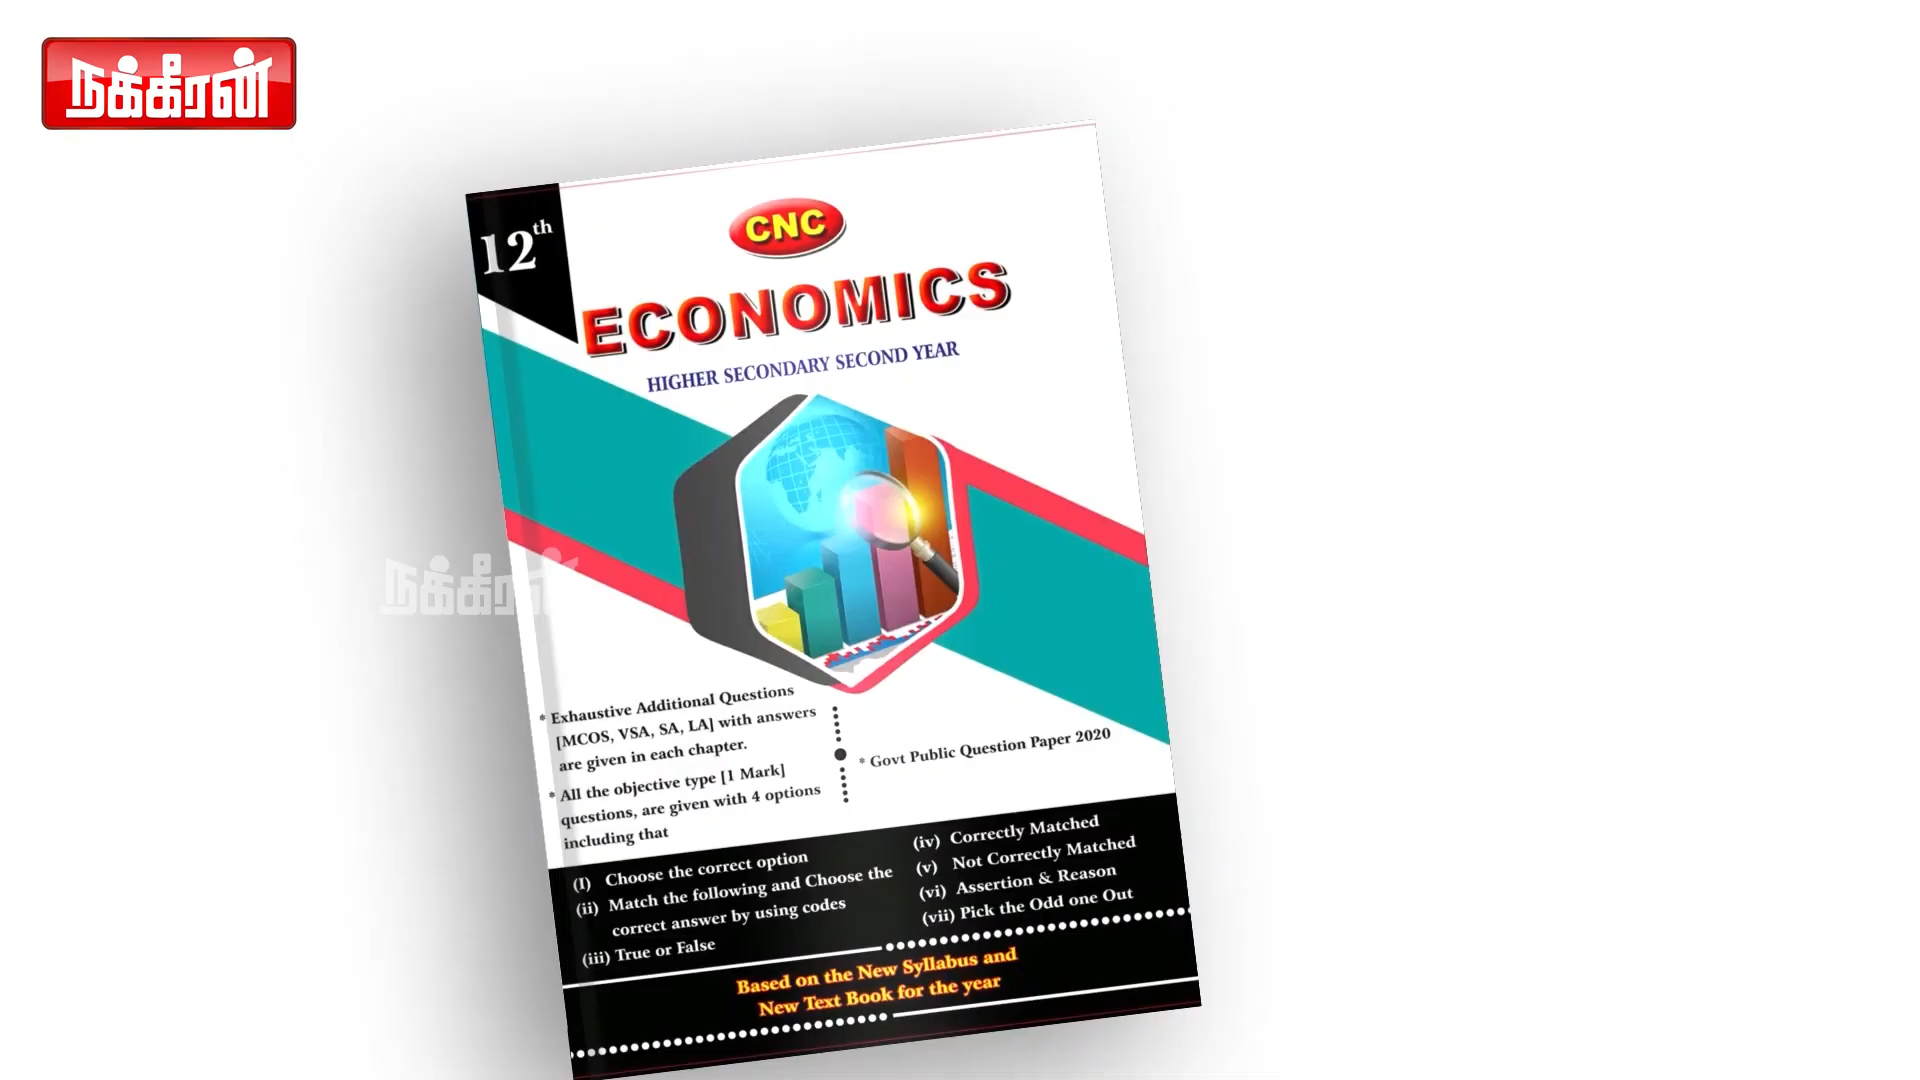 நக்கீரன்
12th
CNC
ECONOMICS
HIGHER SECONDARY SECOND YEAR
நக்கீரன்
* Exhaustive Additional Questions
[MCOS, VSA, SA, LA] with answers
are given in each chapter.
* All the objective type [1 Mark]
questions, are given with 4 options
including that
* Govt Public Question Paper 2020
(I) Choose the correct option
(ii) Match the following and Choose the
correct answer by using codes
(iii) True or False
(iv) Correctly Matched
(v) Not Correctly Matched
(vi) Assertion & Reason
(vii) Pick the Odd one Out
Based on the New Syllabus and
New Text Book for the year